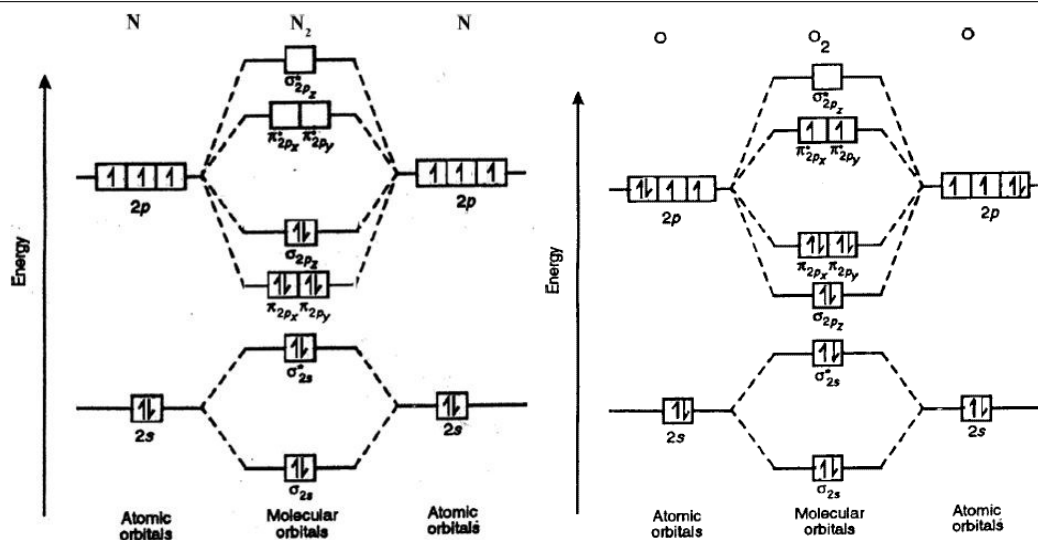 N N₂ N
σ*2pz
π*2px π*2py
2p 2p
σ2pz
π2px π2py
σ*2s
2s 2s
σ2s
Energy
Atomic orbitals
Molecular orbitals
Atomic orbitals
O O₂ O
σ*2pz
π*2px π*2py
2p 2p
π2px π2py
σ2pz
σ*2s
2s 2s
σ2s
Energy
Atomic orbitals
Molecular orbitals
Atomic orbitals